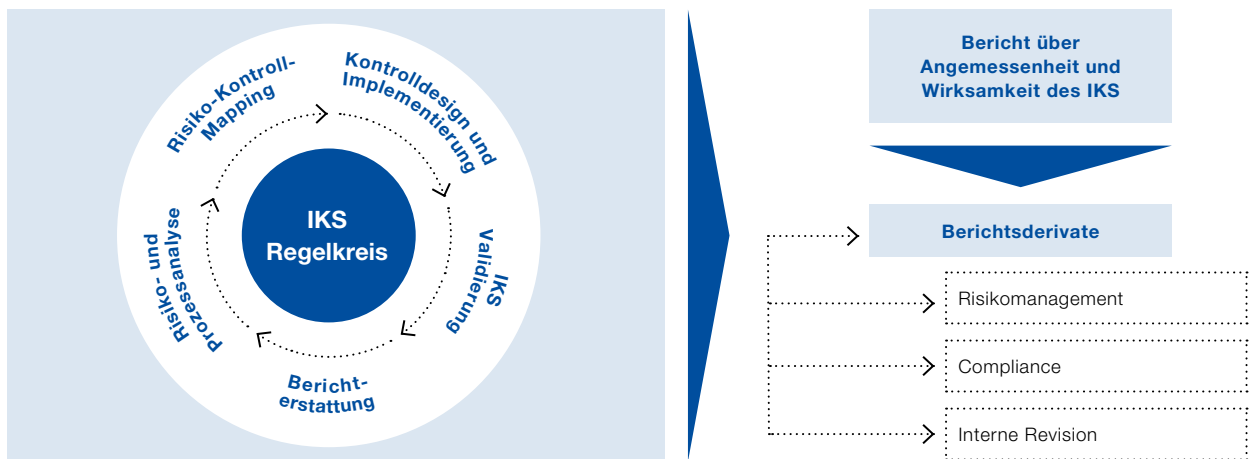 Risiko-Kontroll-
Mapping
Kontrolldesign und
Implementierung
IKS
Validierung
Bericht-
erstattung
Risiko- und
Prozessanalyse
IKS
Regelkreis
Bericht über
Angemessenheit und
Wirksamkeit des IKS
Berichtsderivate
Risikomanagement
Compliance
Interne Revision